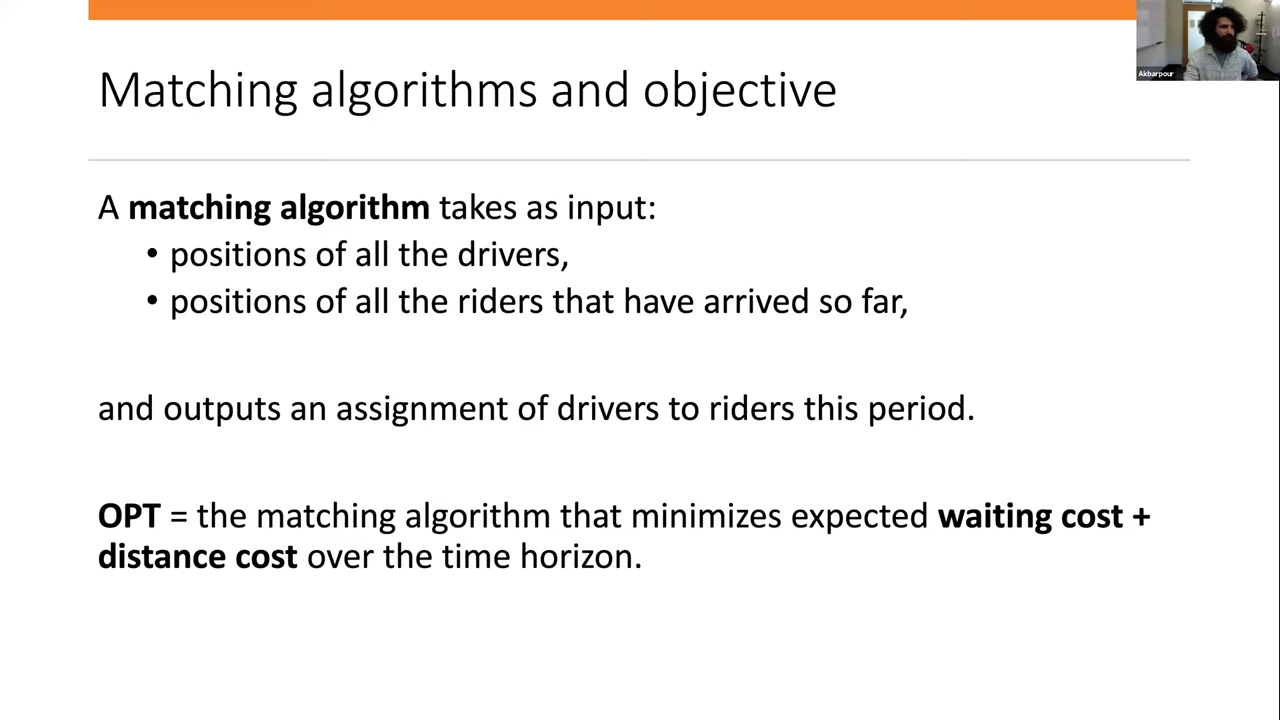 Akbarpour
Matching algorithms and objective
A matching algorithm takes as input:
• positions of all the drivers,
• positions of all the riders that have arrived so far,
and outputs an assignment of drivers to riders this period.
OPT = the matching algorithm that minimizes expected waiting cost +
distance cost over the time horizon.